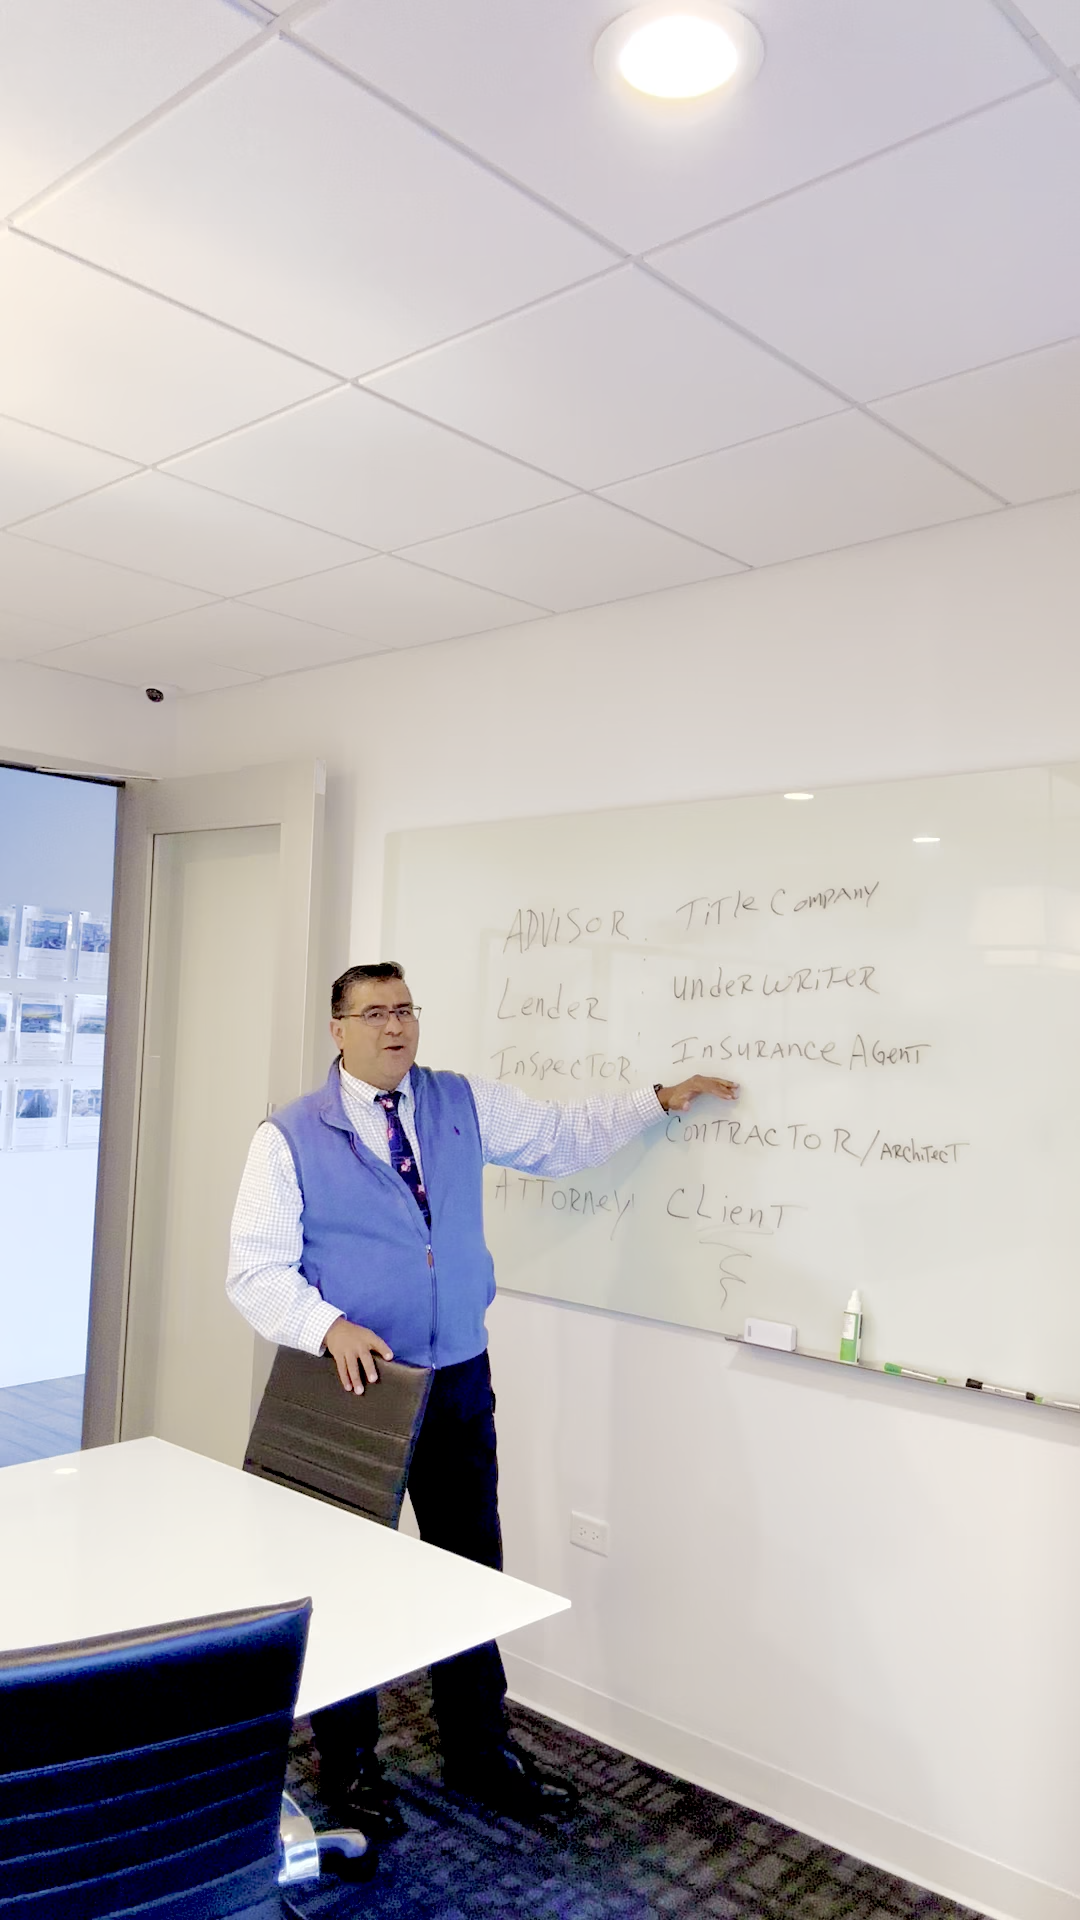 ADVISOR
Lender
Inspector
Attorney
Title Company
underwriter
Insurance Agent
Contractor/Architect
Client